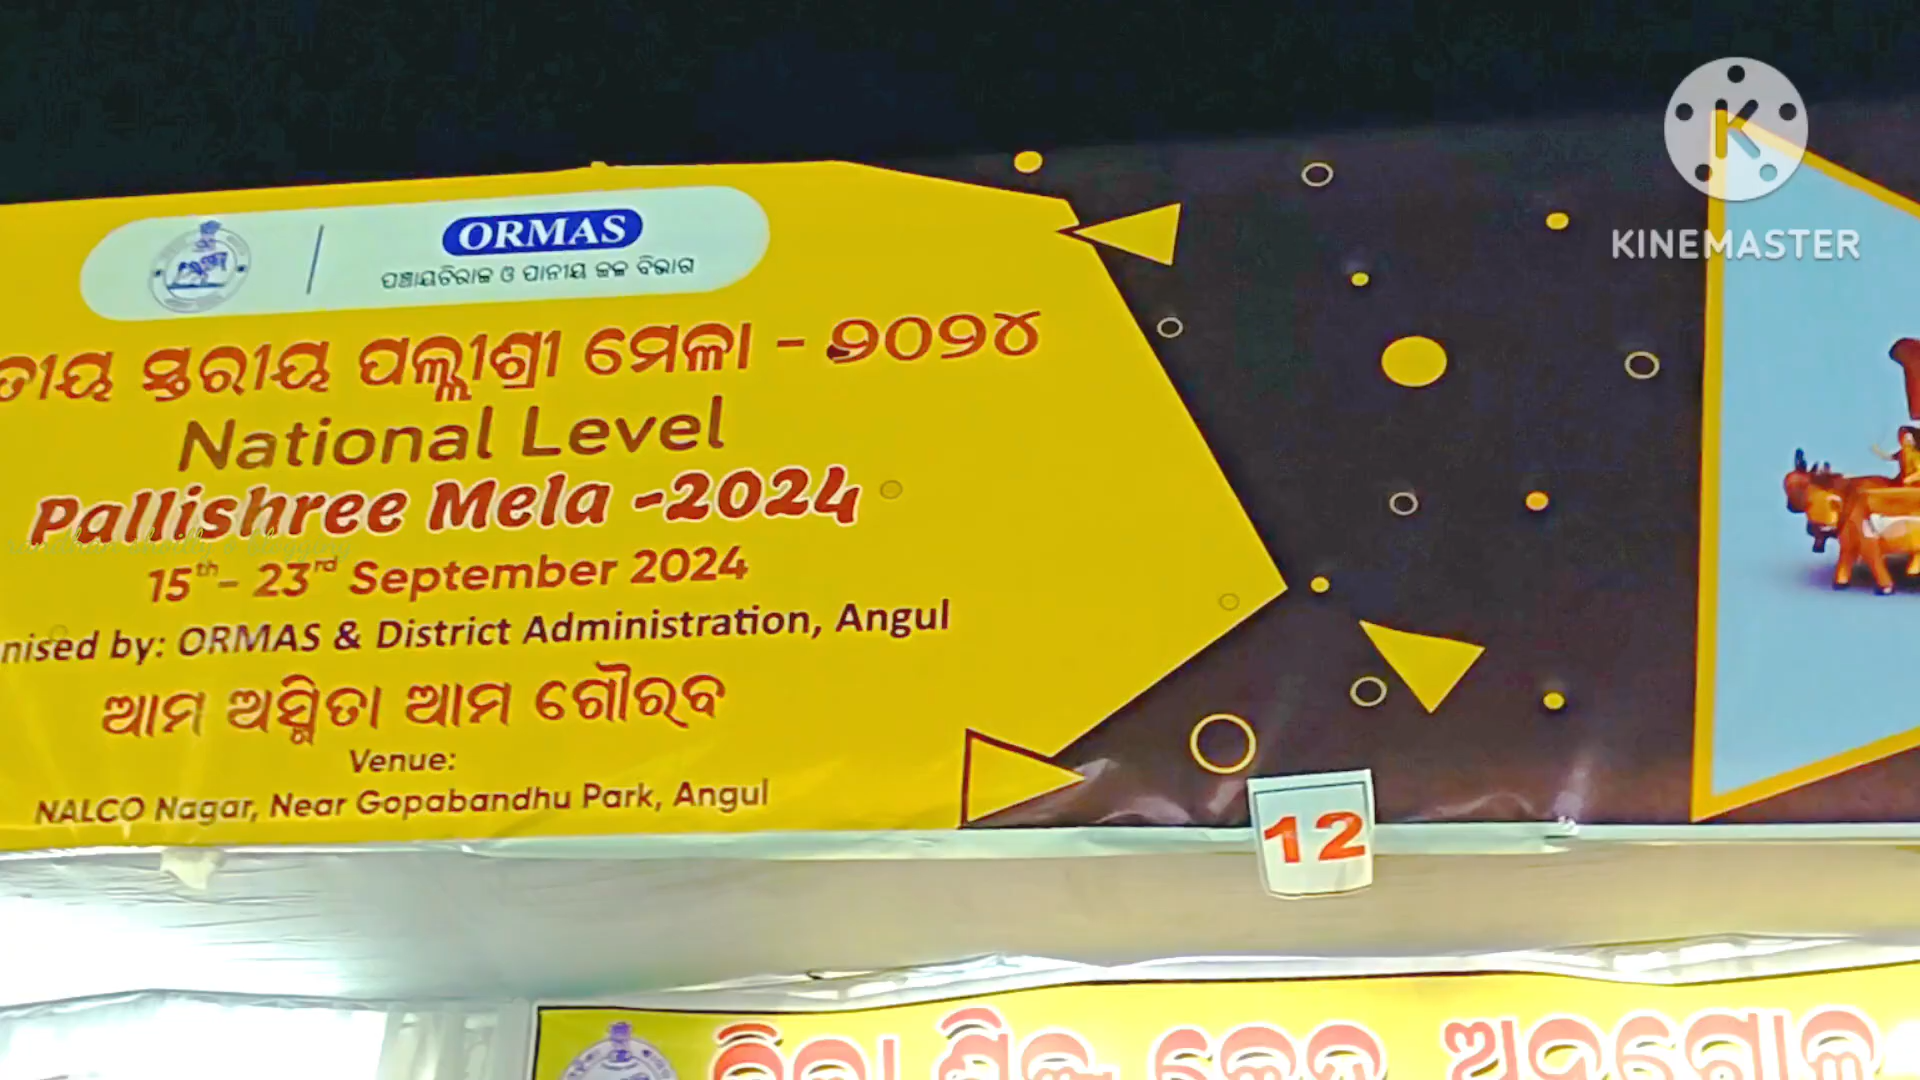 KINEMASTER
ORMAS
ପଞ୍ଚାୟତିରାଜ ଓ ପାନୀୟ ଜଳ ବିଭାଗ
ସ୍ତରୀୟ ପଲ୍ଲୀଶ୍ରୀ ମେଳା - ୨୦୨୪
National Level
Pallishree Mela -2024
15th - 23rd September 2024
nised by: ORMAS & District Administration, Angul
ଆମ ଅସ୍ମିତା ଆମ ଗୌରବ
Venue:
NALCO Nagar, Near Gopabandhu Park, Angul
12